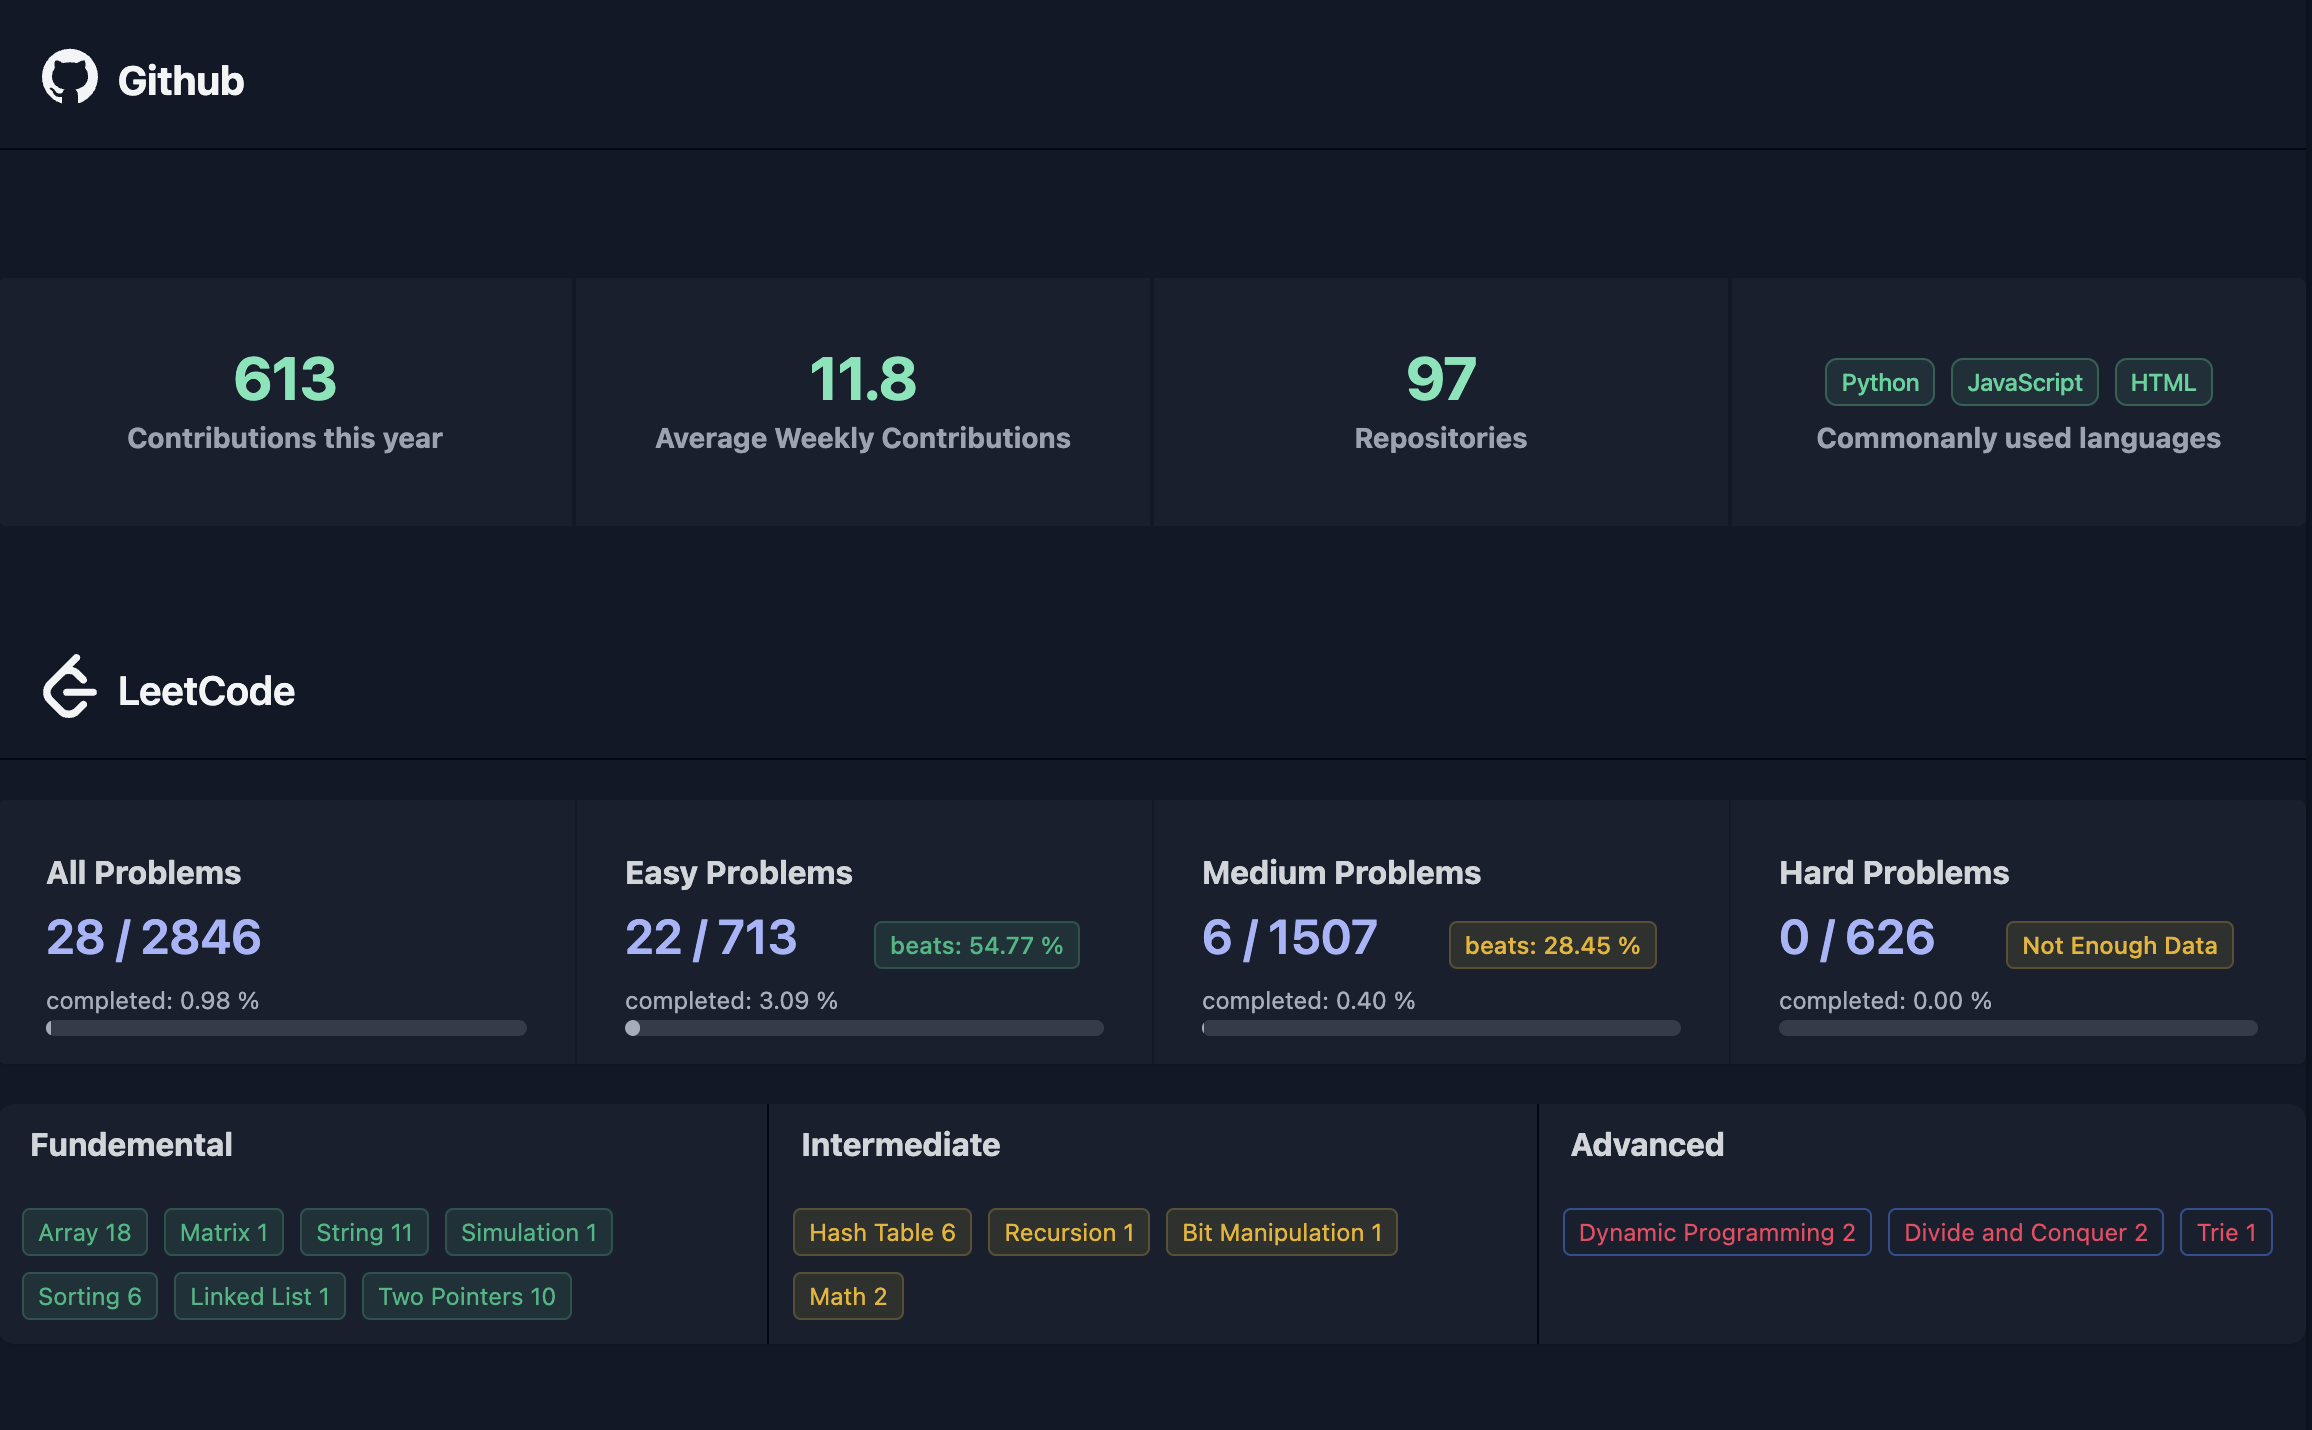 Github
613
Contributions this year
11.8
Average Weekly Contributions
97
Repositories
Python JavaScript HTML
Commonanly used languages
LeetCode
All Problems
28 / 2846
completed: 0.98 %
Easy Problems
22 / 713 beats: 54.77 %
completed: 3.09 %
Medium Problems
6 / 1507 beats: 28.45 %
completed: 0.40 %
Hard Problems
0 / 626 Not Enough Data
completed: 0.00 %
Fundemental
Array 18 Matrix 1 String 11 Simulation 1
Sorting 6 Linked List 1 Two Pointers 10
Intermediate
Hash Table 6 Recursion 1 Bit Manipulation 1
Math 2
Advanced
Dynamic Programming 2 Divide and Conquer 2 Trie 1